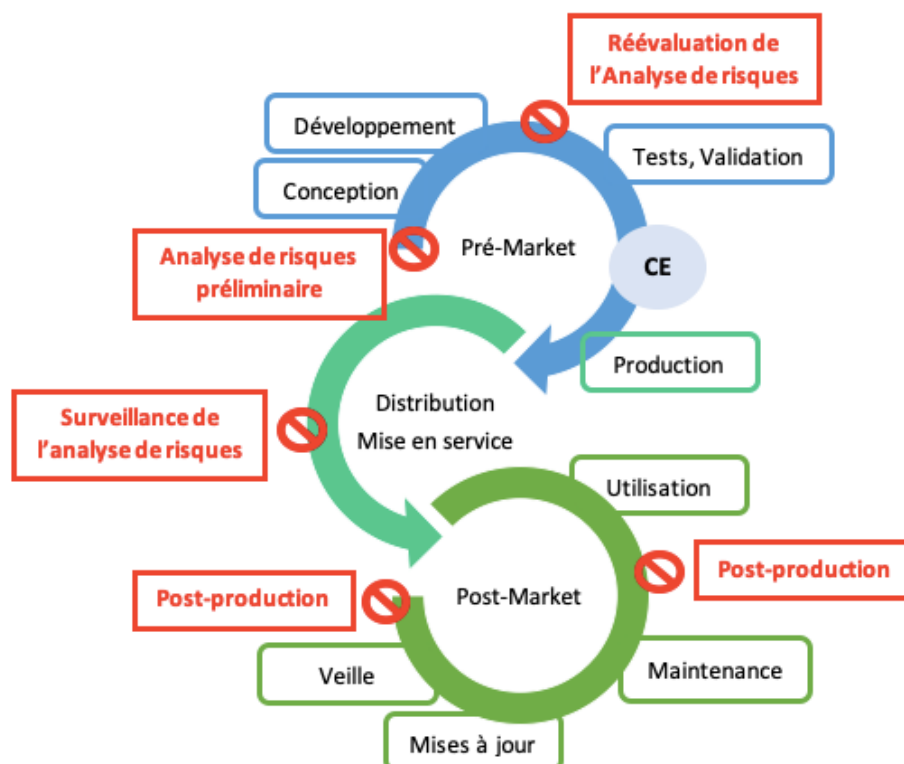 Réévaluation de
l'Analyse de risques
Développement
Tests, Validation
Conception
Analyse de risques
préliminaire
Pré-Market
CE
Production
Distribution
Mise en service
Surveillance de
l'analyse de risques
Utilisation
Post-production
Post-production
Post-Market
Maintenance
Veille
Mises à jour